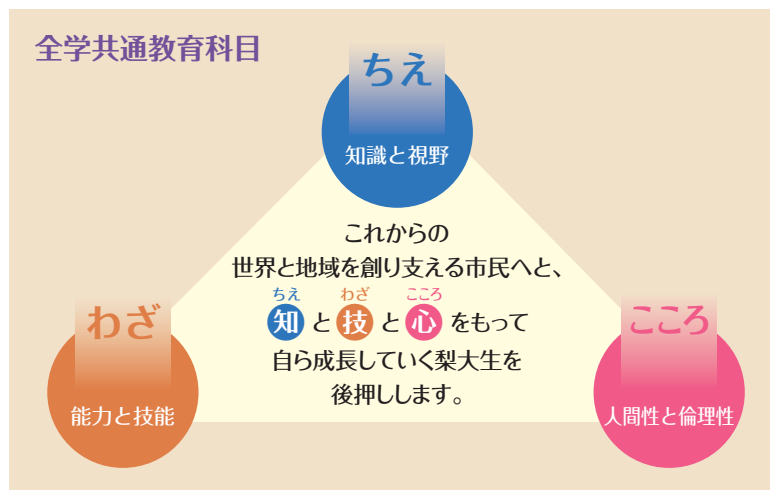 全学共通教育科目
ちえ
知識と視野
これからの
世界と地域を創り支える市民へと、
ちえ わざ こころ
知と技と心をもって
自ら成長していく梨大生を
後押しします。
わざ
能力と技能
こころ
人間性と倫理性